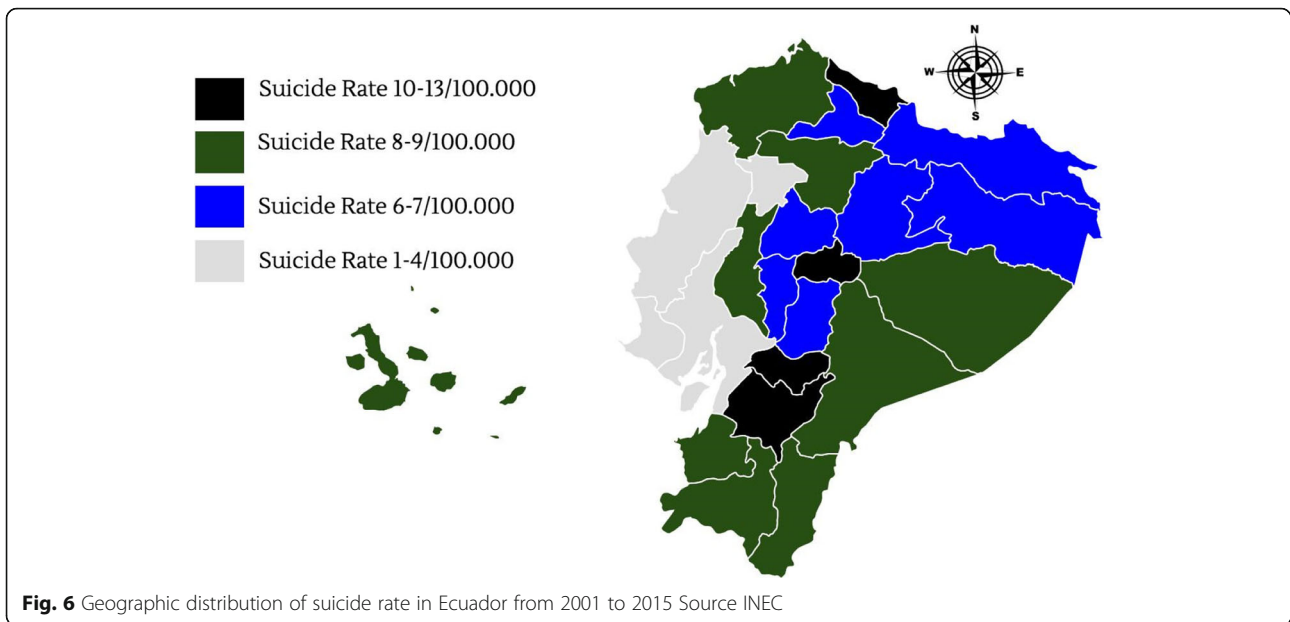 N
W
E
S
Suicide Rate 10-13/100.000
Suicide Rate 8-9/100.000
Suicide Rate 6-7/100.000
Suicide Rate 1-4/100.000
Fig. 6 Geographic distribution of suicide rate in Ecuador from 2001 to 2015 Source INEC